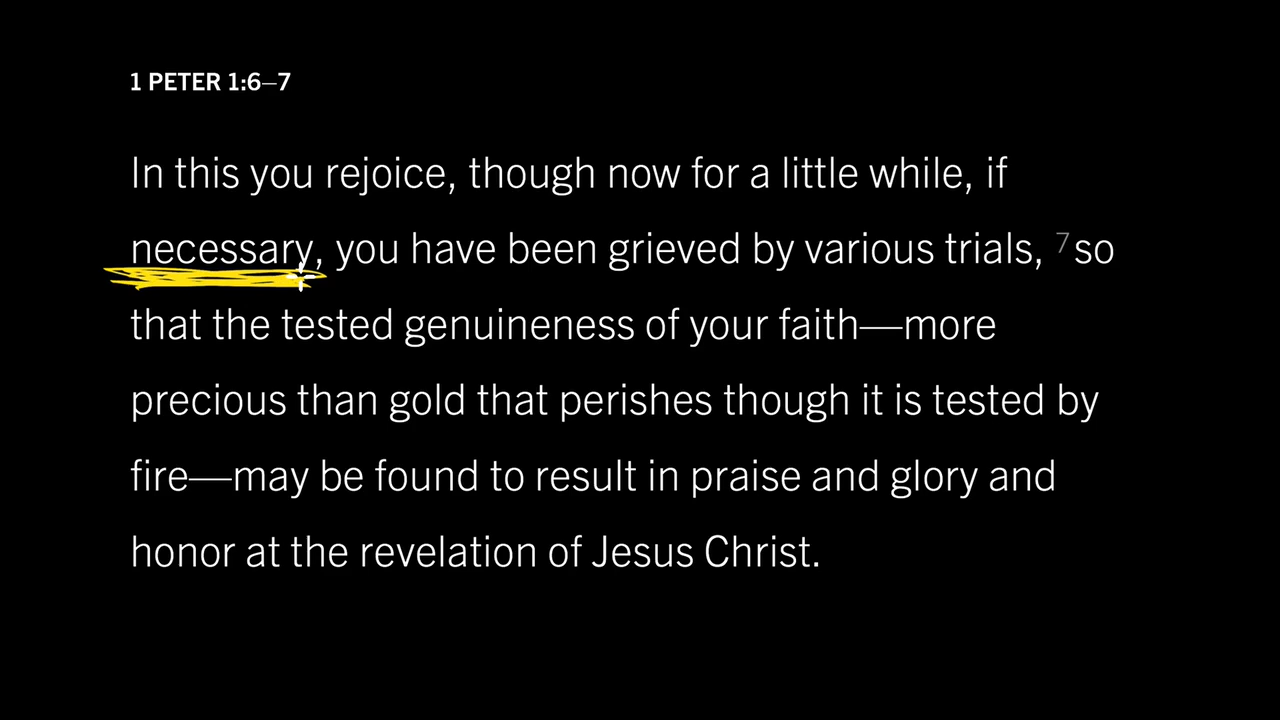 1 PETER 1:6–7
In this you rejoice, though now for a little while, if
necessary, you have been grieved by various trials, 7 so
that the tested genuineness of your faith—more
precious than gold that perishes though it is tested by
fire—may be found to result in praise and glory and
honor at the revelation of Jesus Christ.